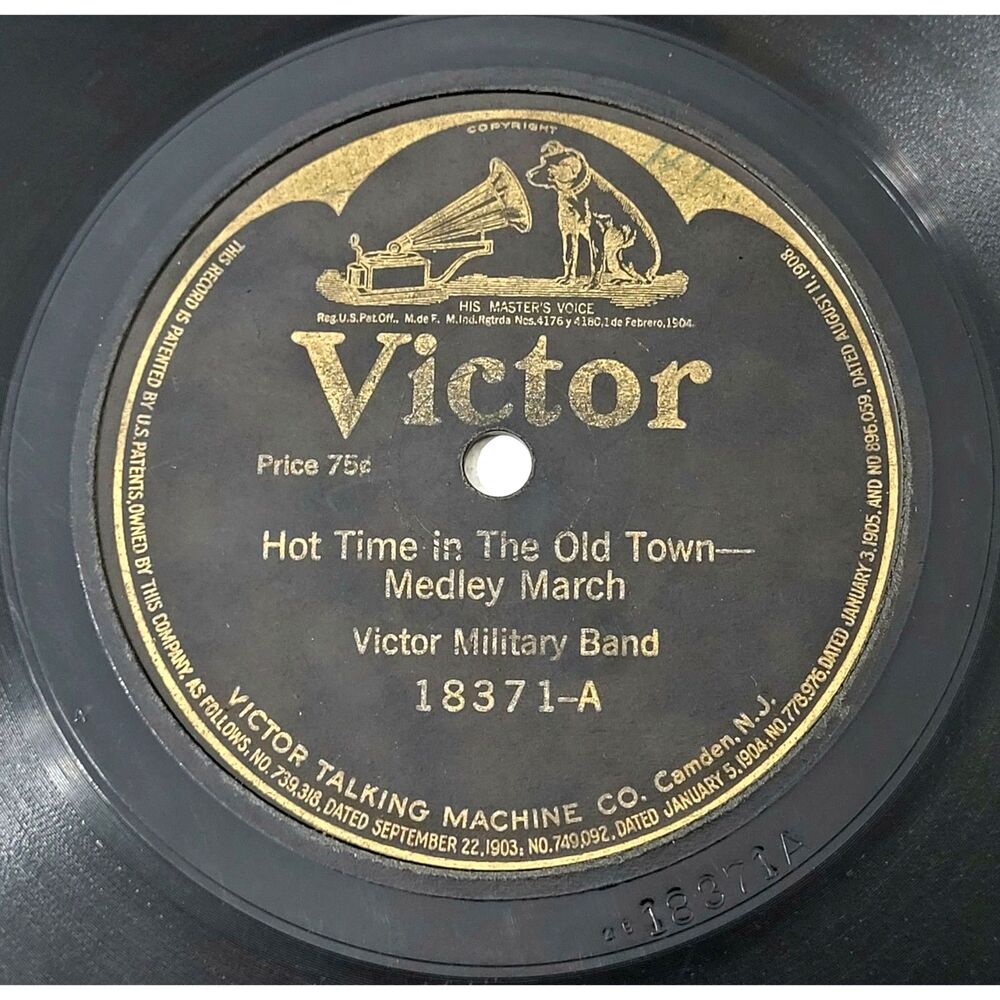 COPYRIGHT
HIS MASTER'S VOICE
Reg.U.S.Pat.Off., M.de F. M.Ind.Rgtrda Nos.4176 y 4180,1 de Febrero,1904.
Victor
Price 75¢
Hot Time in The Old Town—
Medley March
Victor Military Band
18371-A
VICTOR TALKING MACHINE CO. Camden, N.J.
THIS RECORD IS PATENTED BY U.S. PATENTS, OWNED BY THIS COMPANY, AS FOLLOWS, NO. 739,318, DATED SEPTEMBER 22, 1903; NO. 749,092, DATED JANUARY 5, 1904; NO. 778,976, DATED JANUARY 3, 1905, AND NO 896,059, DATED AUGUST 11, 1908.
18371A